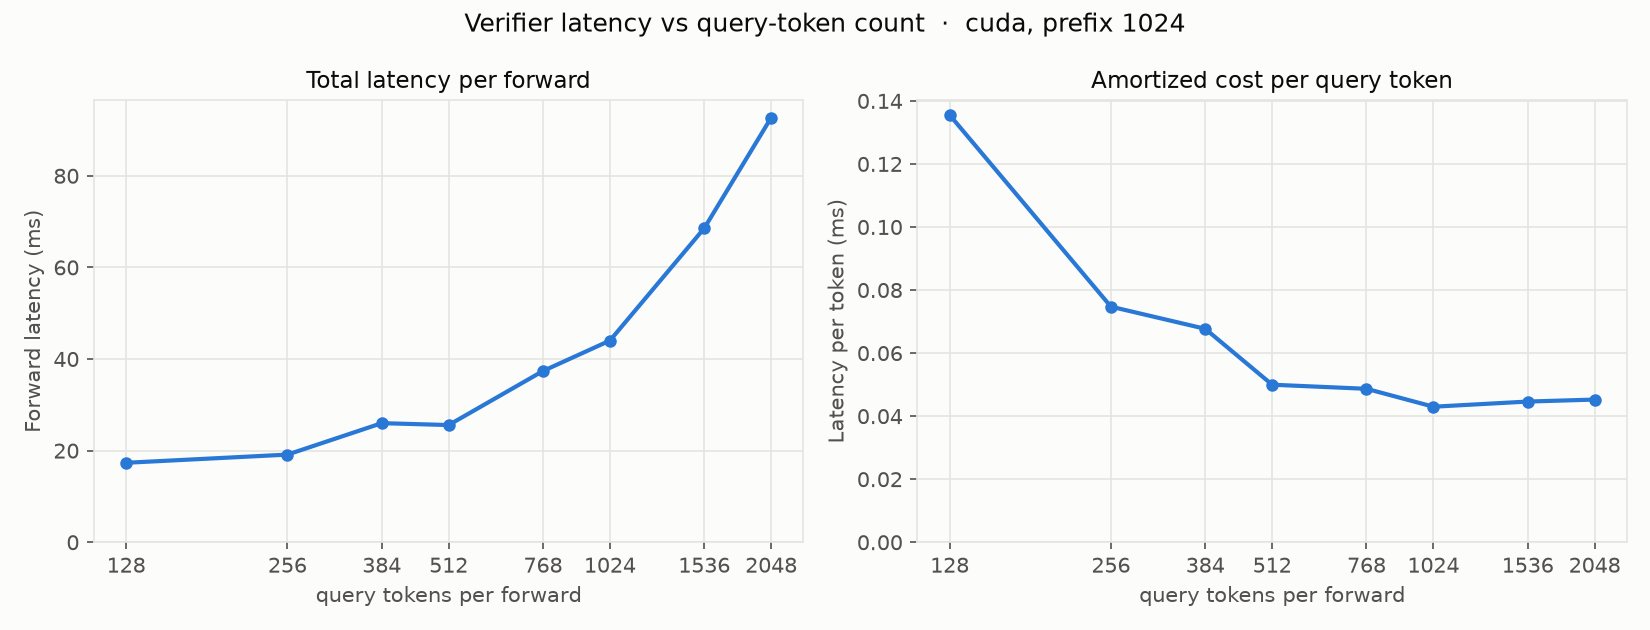 Verifier latency vs query-token count · cuda, prefix 1024
Total latency per forward
Forward latency (ms)
80
60
40
20
0
128 256 384 512 768 1024 1536 2048
query tokens per forward
Amortized cost per query token
Latency per token (ms)
0.14
0.12
0.10
0.08
0.06
0.04
0.02
0.00
128 256 384 512 768 1024 1536 2048
query tokens per forward